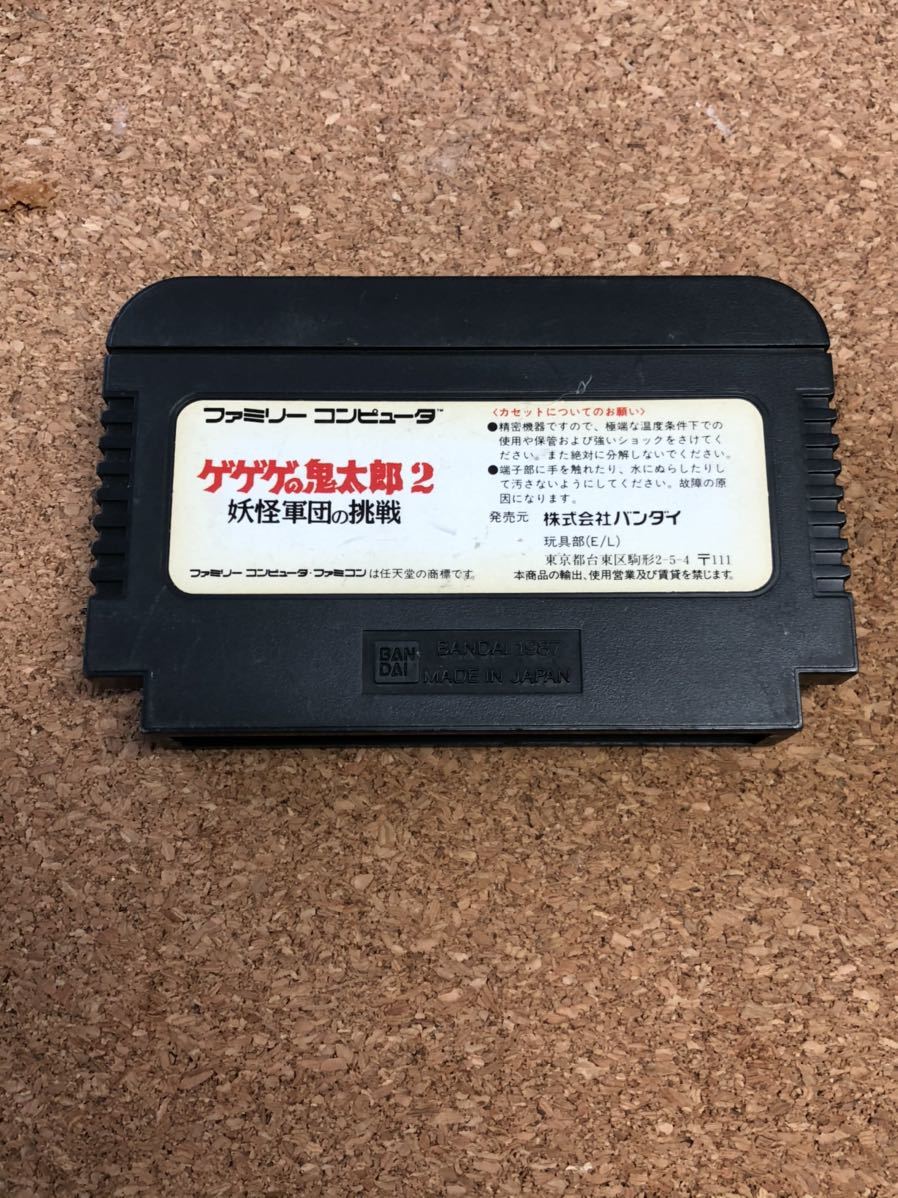 ファミリー コンピュータ™
ゲゲゲの鬼太郎2
妖怪軍団の挑戦
ファミリー コンピュータ・ファミコンは任天堂の商標です。
〈カセットについてのお願い〉
●精密機器ですので、極端な温度条件下での
使用や保管および強いショックをさけてく
ださい。また絶対に分解しないでください。
●端子部に手を触れたり、水にぬらしたりし
て汚さないようにしてください。故障の原
因になります。
発売元 株式会社バンダイ
玩具部(E/L)
東京都台東区駒形2-5-4 〒111
本商品の輸出、使用営業及び賃貸を禁じます。
BAN
DAI
BANDAI 1987
MADE IN JAPAN